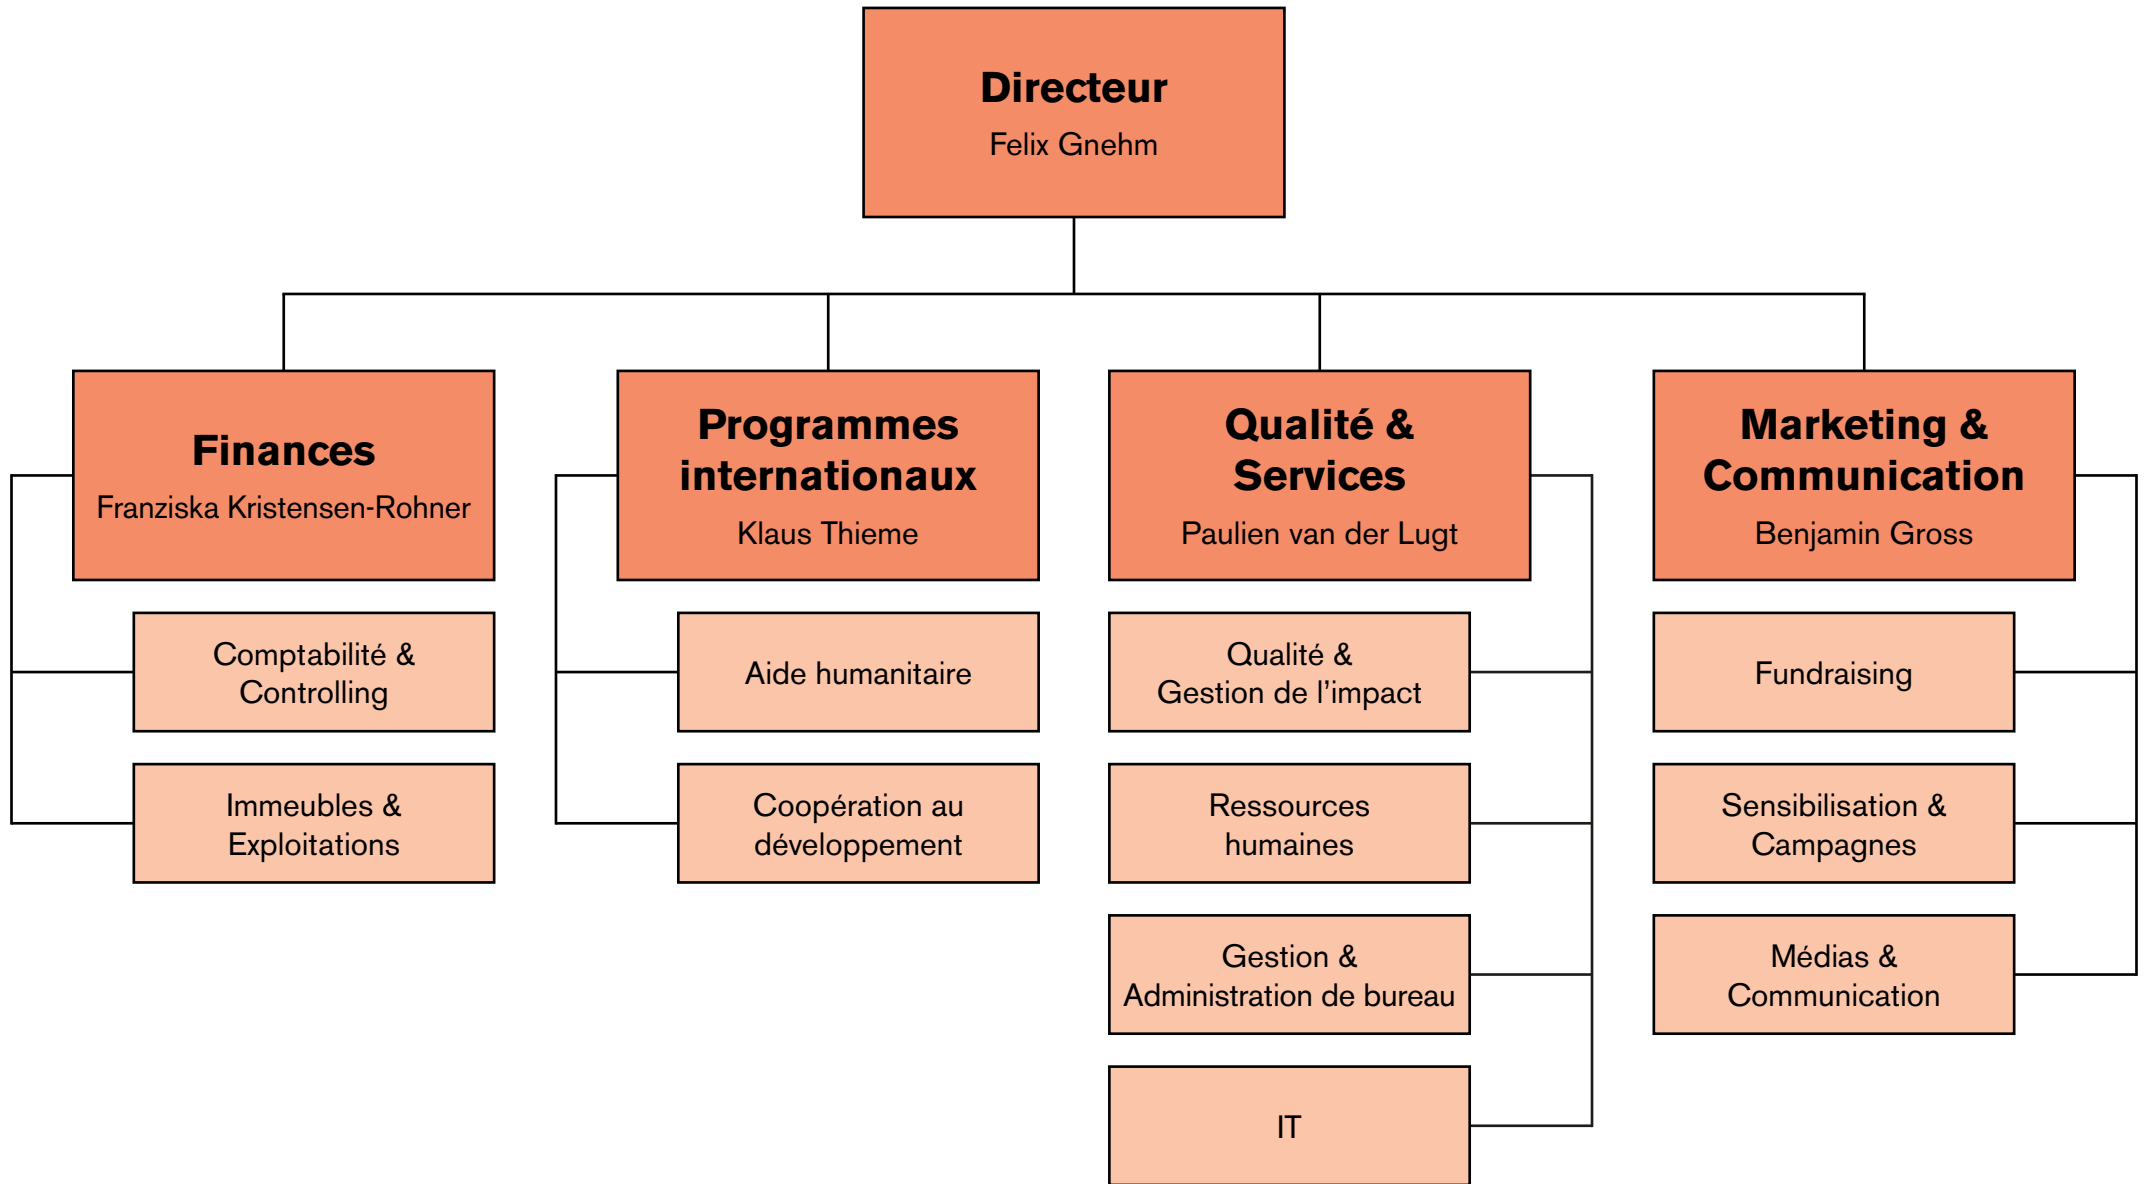 Directeur
Felix Gnehm
Finances
Franziska Kristensen-Rohner
Comptabilité &
Controlling
Immeubles &
Exploitations
Programmes
internationaux
Klaus Thieme
Aide humanitaire
Coopération au
développement
Qualité &
Services
Paulien van der Lugt
Qualité &
Gestion de l’impact
Ressources
humaines
Gestion &
Administration de bureau
IT
Marketing &
Communication
Benjamin Gross
Fundraising
Sensibilisation &
Campagnes
Médias &
Communication